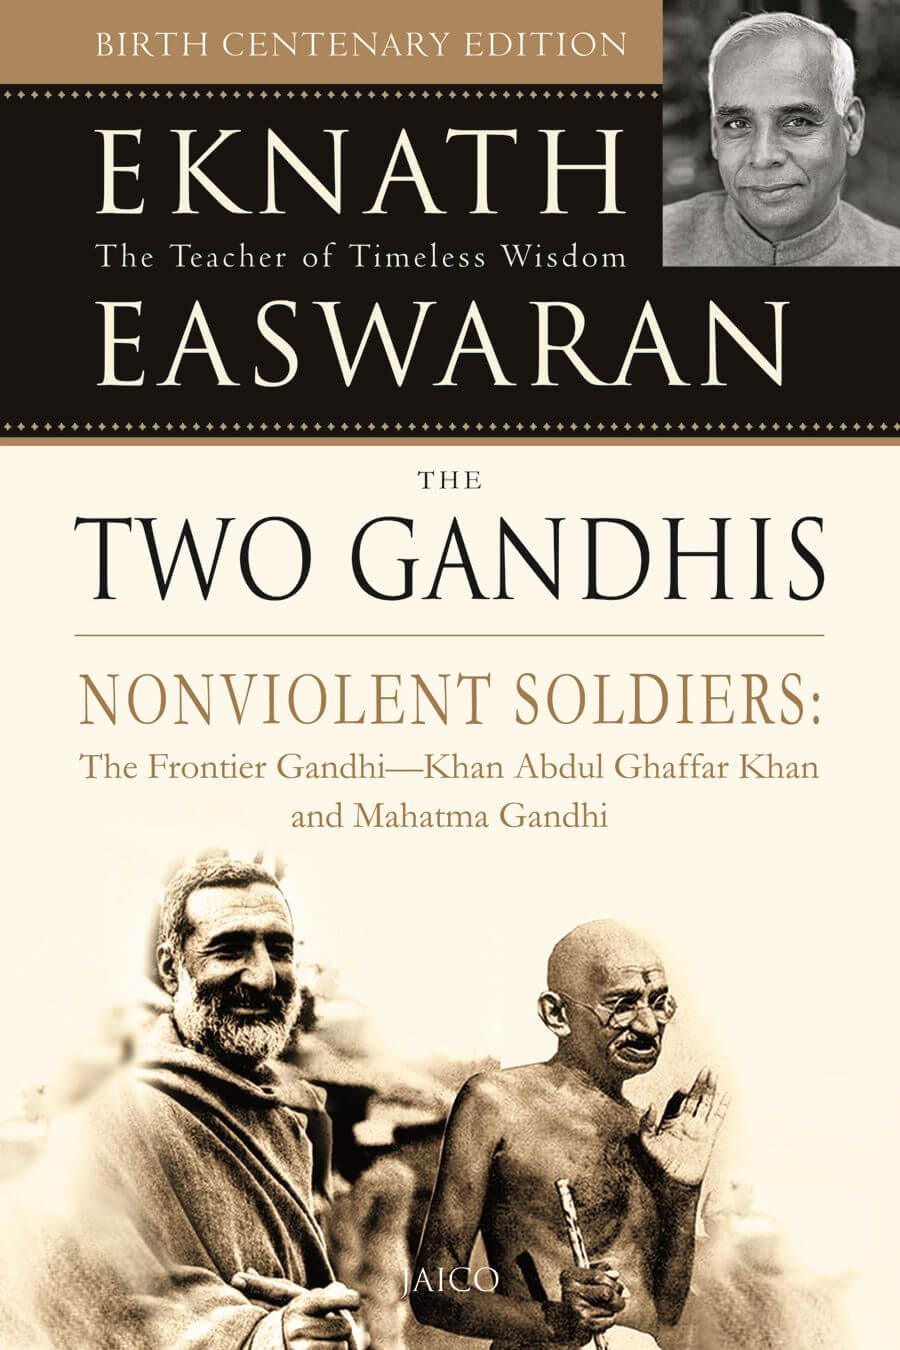 BIRTH CENTENARY EDITION
EKNATH
The Teacher of Timeless Wisdom
EASWARAN
THE
TWO GANDHIS
NONVIOLENT SOLDIERS:
The Frontier Gandhi—Khan Abdul Ghaffar Khan
and Mahatma Gandhi
JAICO